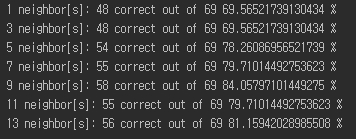 1 neighbor[s]: 48 correct out of 69 69.56521739130434 %
3 neighbor[s]: 48 correct out of 69 69.56521739130434 %
5 neighbor[s]: 54 correct out of 69 78.26086956521739 %
7 neighbor[s]: 55 correct out of 69 79.71014492753623 %
9 neighbor[s]: 58 correct out of 69 84.05797101449275 %
11 neighbor[s]: 55 correct out of 69 79.71014492753623 %
13 neighbor[s]: 56 correct out of 69 81.15942028985508 %